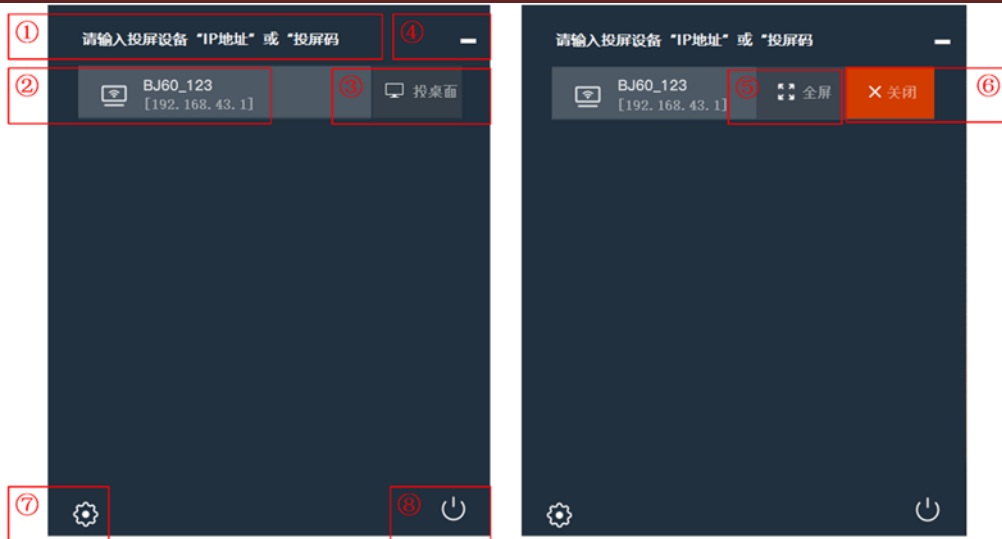 ① 请输入投屏设备“IP地址”或“投屏码 ④
② BJ60_123 ③ 投桌面
[192.168.43.1]
⑦ ⑧
请输入投屏设备“IP地址”或“投屏码
BJ60_123 ⑤ 全屏 关闭 ⑥
[192.168.43.1]